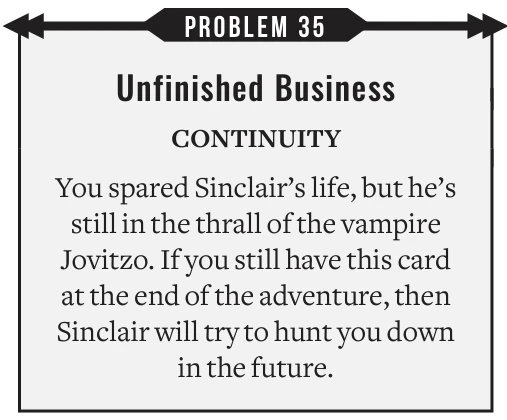 PROBLEM 35
Unfinished Business
CONTINUITY
You spared Sinclair’s life, but he’s
still in the thrall of the vampire
Jovitzo. If you still have this card
at the end of the adventure, then
Sinclair will try to hunt you down
in the future.